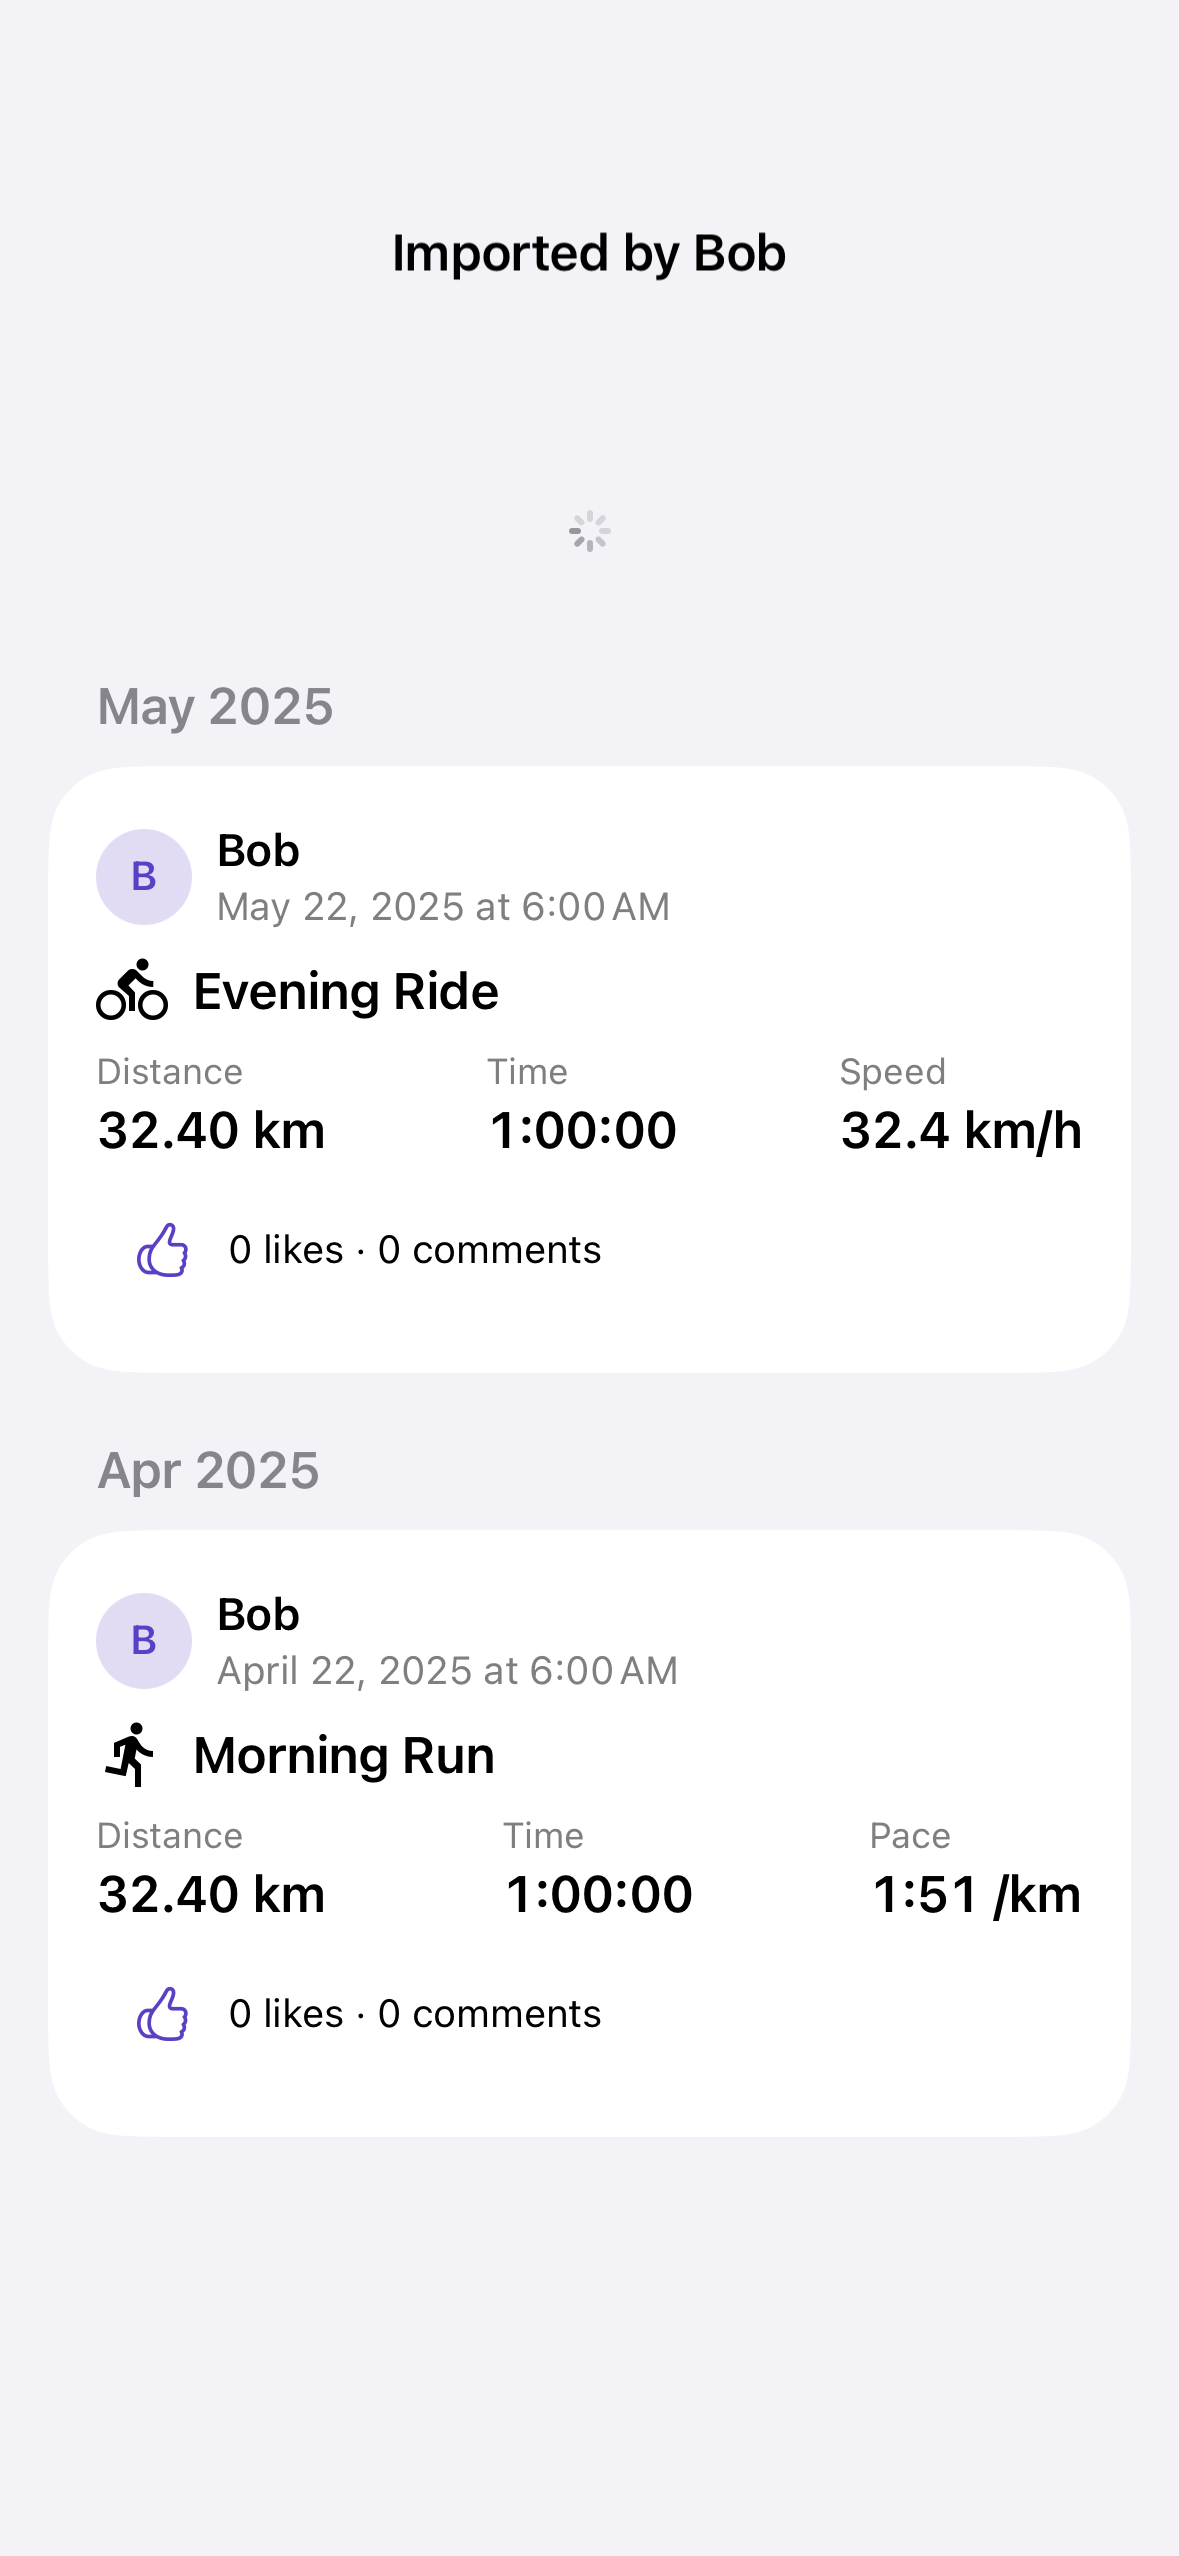 Imported by Bob
May 2025
B
Bob
May 22, 2025 at 6:00 AM
Evening Ride
Distance Time Speed
32.40 km 1:00:00 32.4 km/h
0 likes · 0 comments
Apr 2025
B
Bob
April 22, 2025 at 6:00 AM
Morning Run
Distance Time Pace
32.40 km 1:00:00 1:51 /km
0 likes · 0 comments